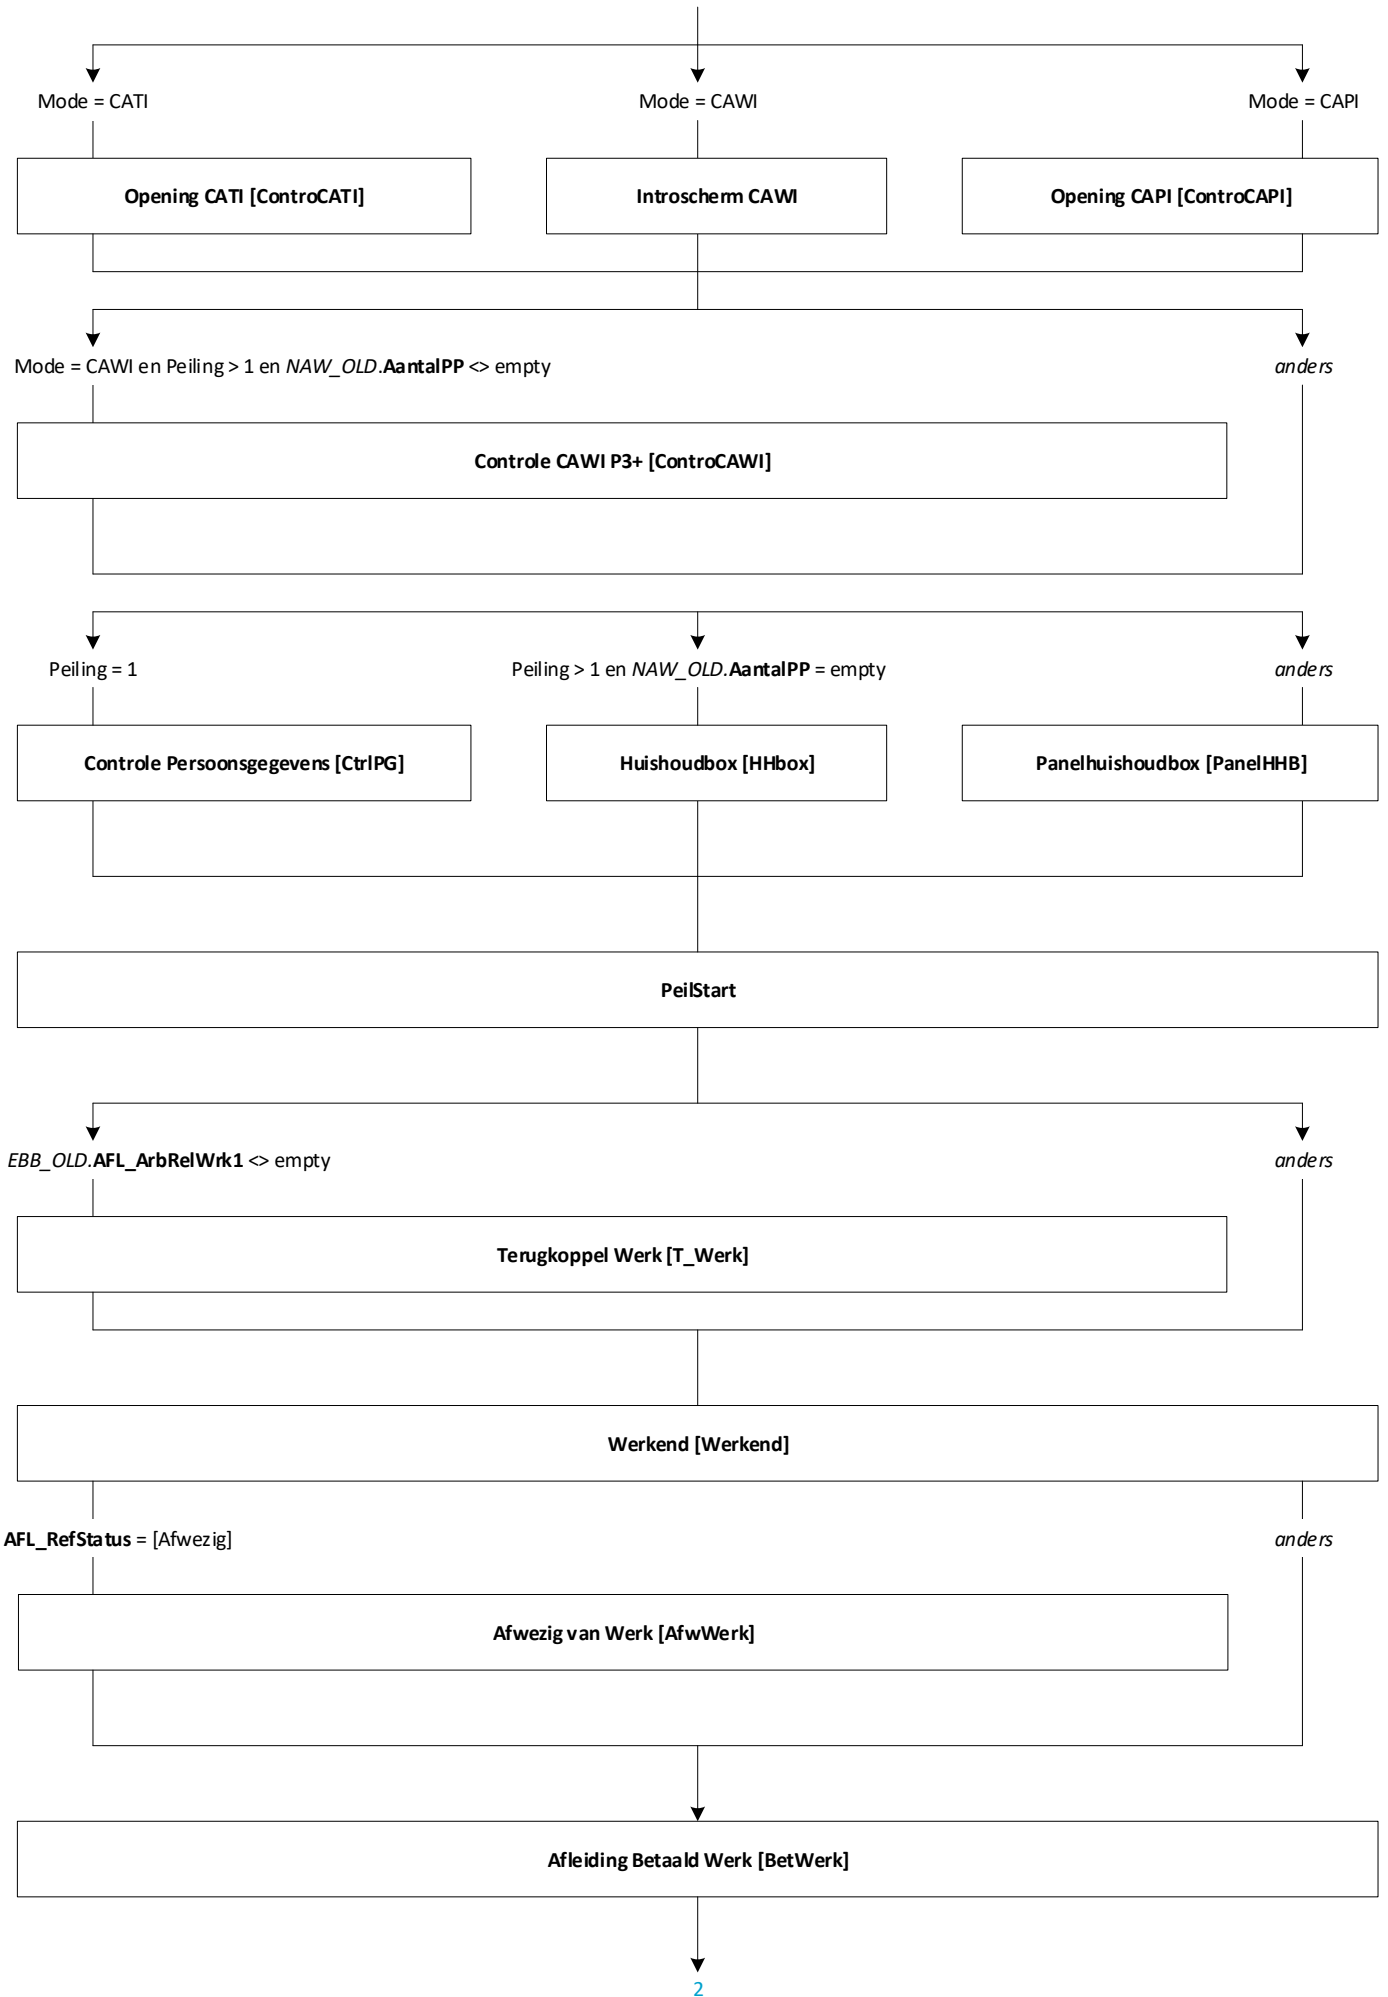 Mode = CATI
Mode = CAWI
Mode = CAPI
Opening CATI [ControCATI]
Introscherm CAWI
Opening CAPI [ControCAPI]
Mode = CAWI en Peiling > 1 en NAW_OLD.AantalPP <> empty
anders
Controle CAWI P3+ [ControCAWI]
Peiling = 1
Peiling > 1 en NAW_OLD.AantalPP = empty
anders
Controle Persoonsgegevens [CtrlPG]
Huishoudbox [HHbox]
Panelhuishoudbox [PanelHHB]
PeilStart
EBB_OLD.AFL_ArbRelWrk1 <> empty
anders
Terugkoppel Werk [T_Werk]
Werkend [Werkend]
AFL_RefStatus = [Afwezig]
anders
Afwezig van Werk [AfwWerk]
Afleiding Betaald Werk [BetWerk]
2